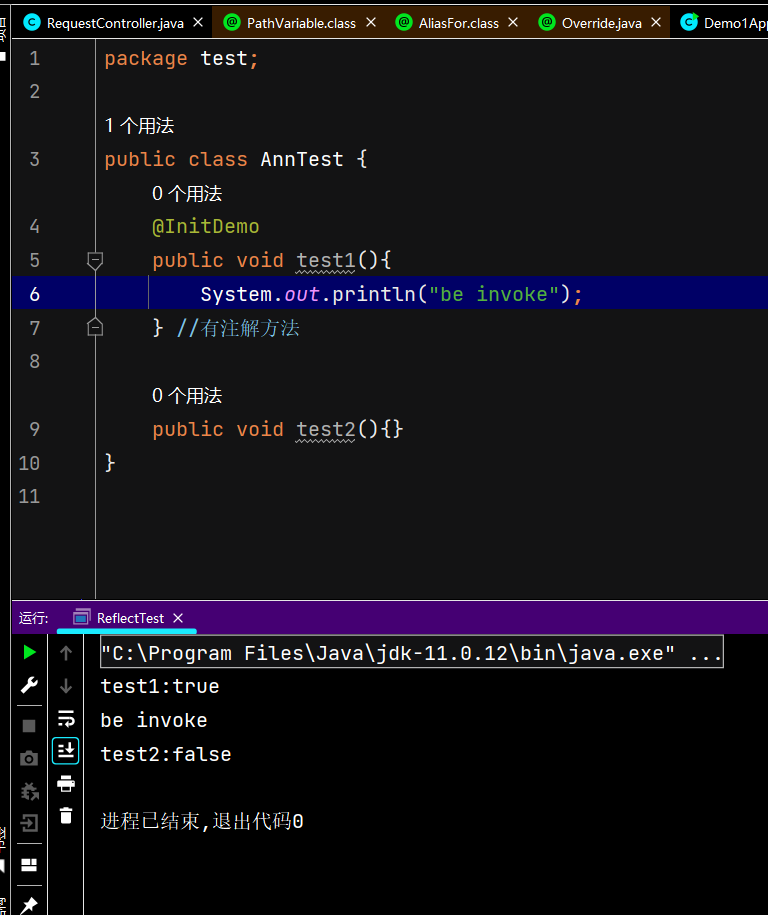 RequestController.java PathVariable.class AliasFor.class Override.java Demo1App
1 package test;
2
1 个用法
3 public class AnnTest {
0 个用法
4 @InitDemo
5 public void test1(){
6 System.out.println("be invoke");
7 } //有注解方法
8
0 个用法
9 public void test2(){}
10 }
11
运行: ReflectTest
"C:\Program Files\Java\jdk-11.0.12\bin\java.exe" ...
test1:true
be invoke
test2:false
进程已结束,退出代码0